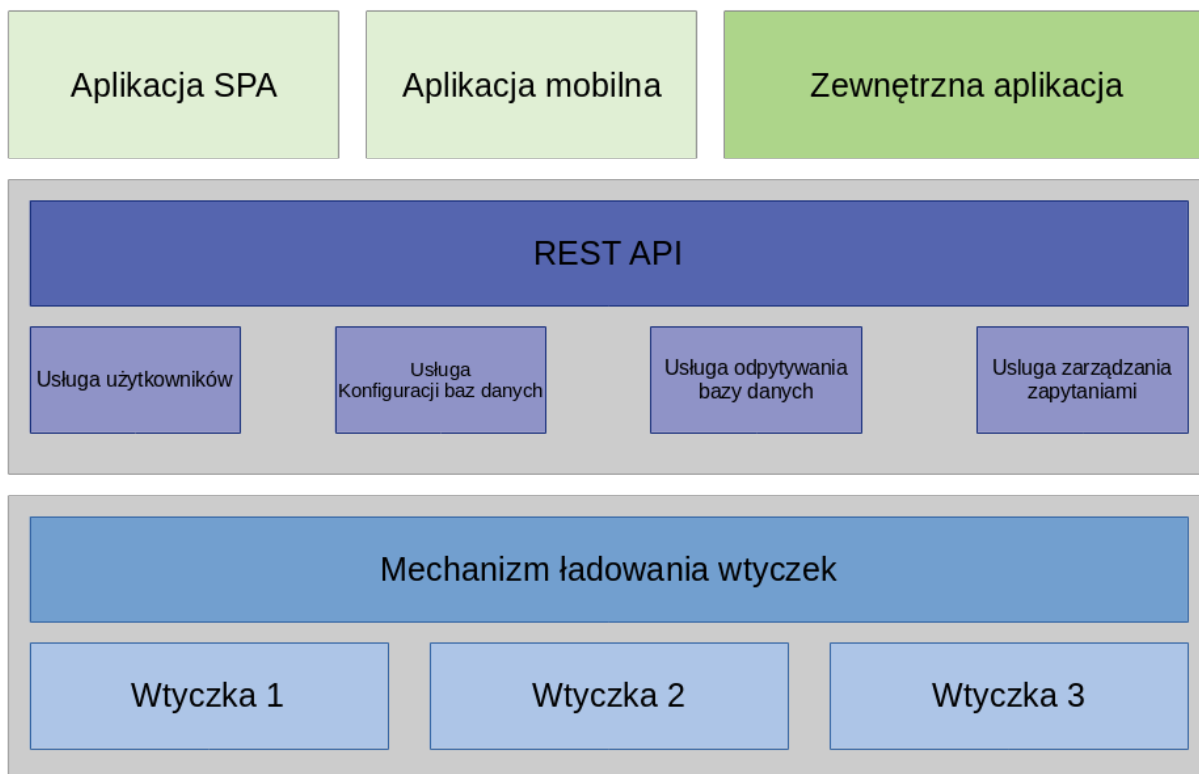 Aplikacja SPA
Aplikacja mobilna
Zewnętrzna aplikacja
REST API
Usługa użytkowników
Usługa
Konfiguracji baz danych
Usługa odpytywania
bazy danych
Usluga zarządzania
zapytaniami
Mechanizm ładowania wtyczek
Wtyczka 1
Wtyczka 2
Wtyczka 3